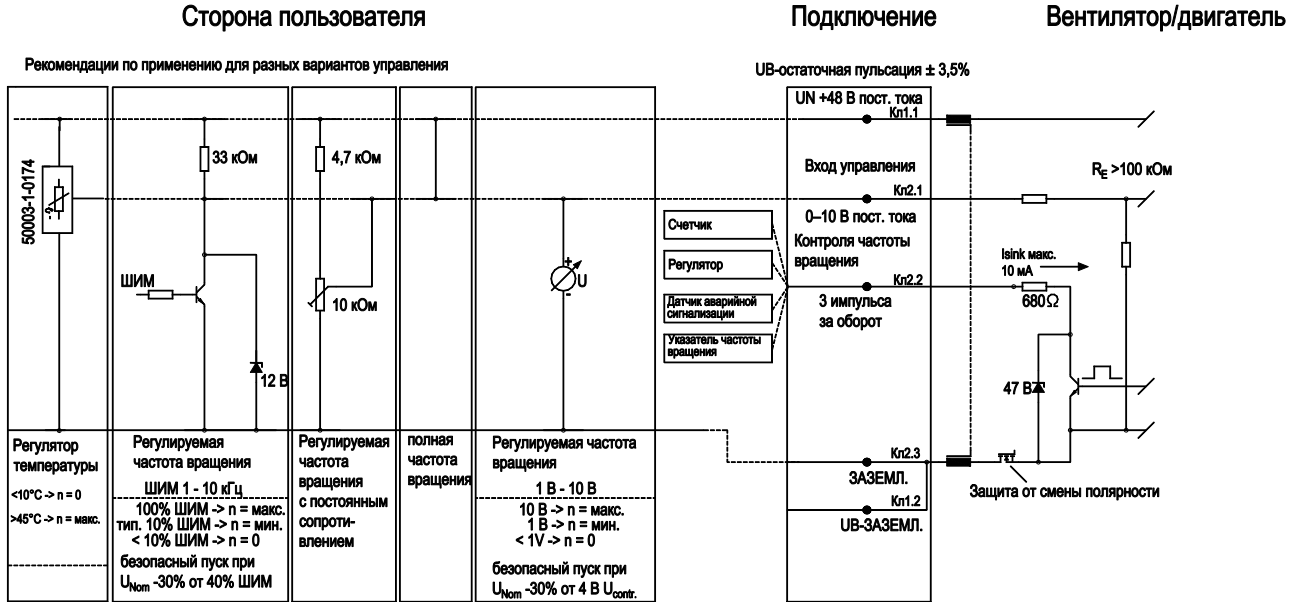 Сторона пользователя
Подключение
Вентилятор/двигатель
Рекомендации по применению для разных вариантов управления
UB-остаточная пульсация ± 3,5%
50003-1-0174
-δ
33 кОм
ШИМ
12 В
4,7 кОм
10 кОм
+
U
-
Регулятор
температуры
<10°C -> n = 0
>45°C -> n = макс.
Регулируемая
частота вращения
ШИМ 1 - 10 кГц
100% ШИМ -> n = макс.
тип. 10% ШИМ -> n = мин.
< 10% ШИМ -> n = 0
безопасный пуск при
UNom -30% от 40% ШИМ
Регулируемая
частота
вращения
с постоянным
сопроти-
влением
полная
частота
вращения
Регулируемая частота
вращения
1 В - 10 В
10 В -> n = макс.
1 В -> n = мин.
< 1V -> n = 0
безопасный пуск при
UNom -30% от 4 В Ucontr.
Счетчик
Регулятор
Датчик аварийной
сигнализации
Указатель частоты
вращения
UN +48 В пост. тока
Кл1.1
Вход управления
Кл2.1
0–10 В пост. тока
Контроля частоты
вращения
Кл2.2
3 импульса
за оборот
Кл2.3
ЗАЗЕМЛ.
Кл1.2
UB-ЗАЗЕМЛ.
RE >100 кОм
Isink макс.
10 мА
680 Ω
47 В
Защита от смены полярности